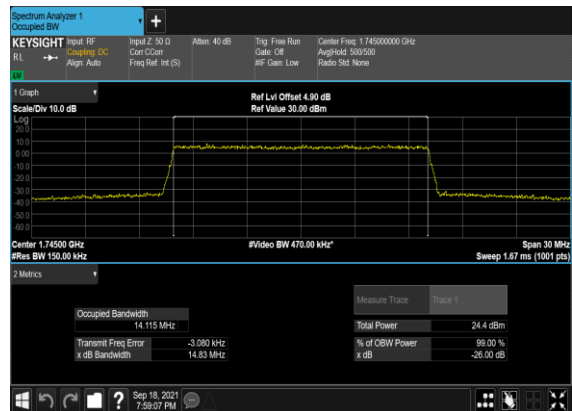 Spectrum Analyzer 1
Occupied BW
+
KEYSIGHT Input: RF Input Z: 50 Ω Atten: 40 dB Trig: Free Run Center Freq: 1.745000000 GHz
RL Coupling: DC Corr CCorr Gate: Off Avg|Hold: 500/500
Align: Auto Freq Ref: Int (S) #IF Gain: Low Radio Std: None
1 Graph Ref Lvl Offset 4.90 dB
Scale/Div 10.0 dB Ref Value 30.00 dBm
Log
20.0
10.0
0.00
-10.0
-20.0
-30.0
-40.0
-50.0
-60.0
Center 1.74500 GHz #Video BW 470.00 kHz* Span 30 MHz
#Res BW 150.00 kHz Sweep 1.67 ms (1001 pts)
2 Metrics
Measure Trace Trace 1
Occupied Bandwidth
14.115 MHz Total Power 24.4 dBm
Transmit Freq Error -3.080 kHz % of OBW Power 99.00 %
x dB Bandwidth 14.83 MHz x dB -26.00 dB
? Sep 18, 2021
7:59:07 PM